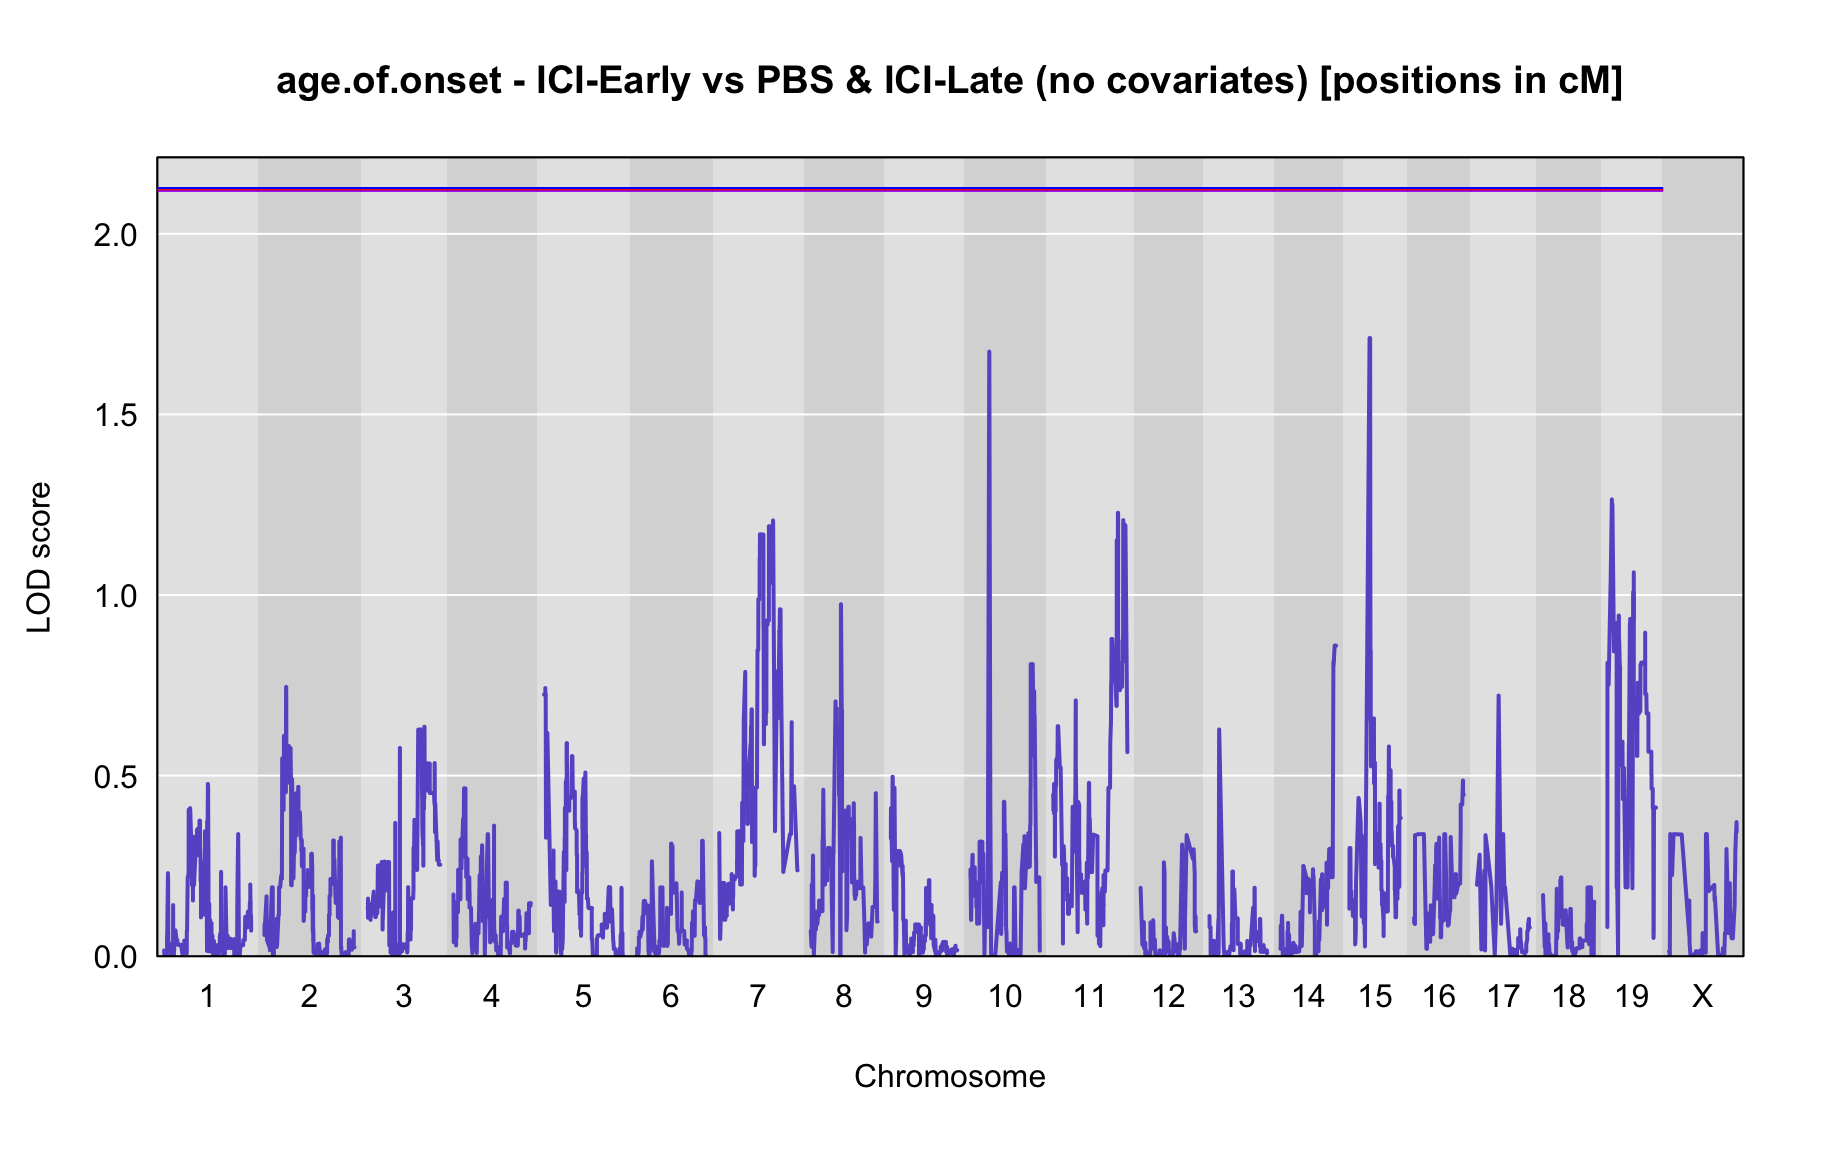 age.of.onset - ICI-Early vs PBS & ICI-Late (no covariates) [positions in cM]
LOD score
2.0
1.5
1.0
0.5
0.0
1 2 3 4 5 6 7 8 9 10 11 12 13 14 15 16 17 18 19 X
Chromosome